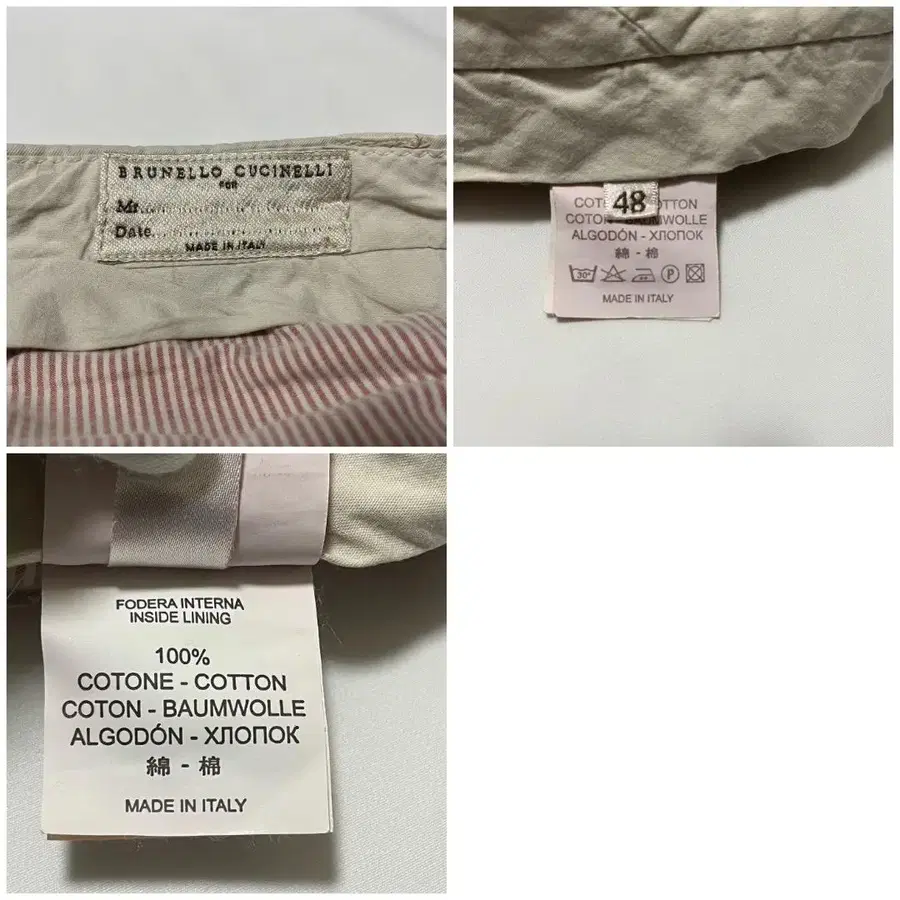 BRUNELLO CUCINELLI
FOR
Mr.
Date
MADE IN ITALY
48
COTTON
COTON - BAUMWOLLE
ALGODÓN - ХЛОПОК
綿 - 棉
30°
P
MADE IN ITALY
FODERA INTERNA
INSIDE LINING
100%
COTONE - COTTON
COTON - BAUMWOLLE
ALGODÓN - ХЛОПОК
綿 - 棉
MADE IN ITALY